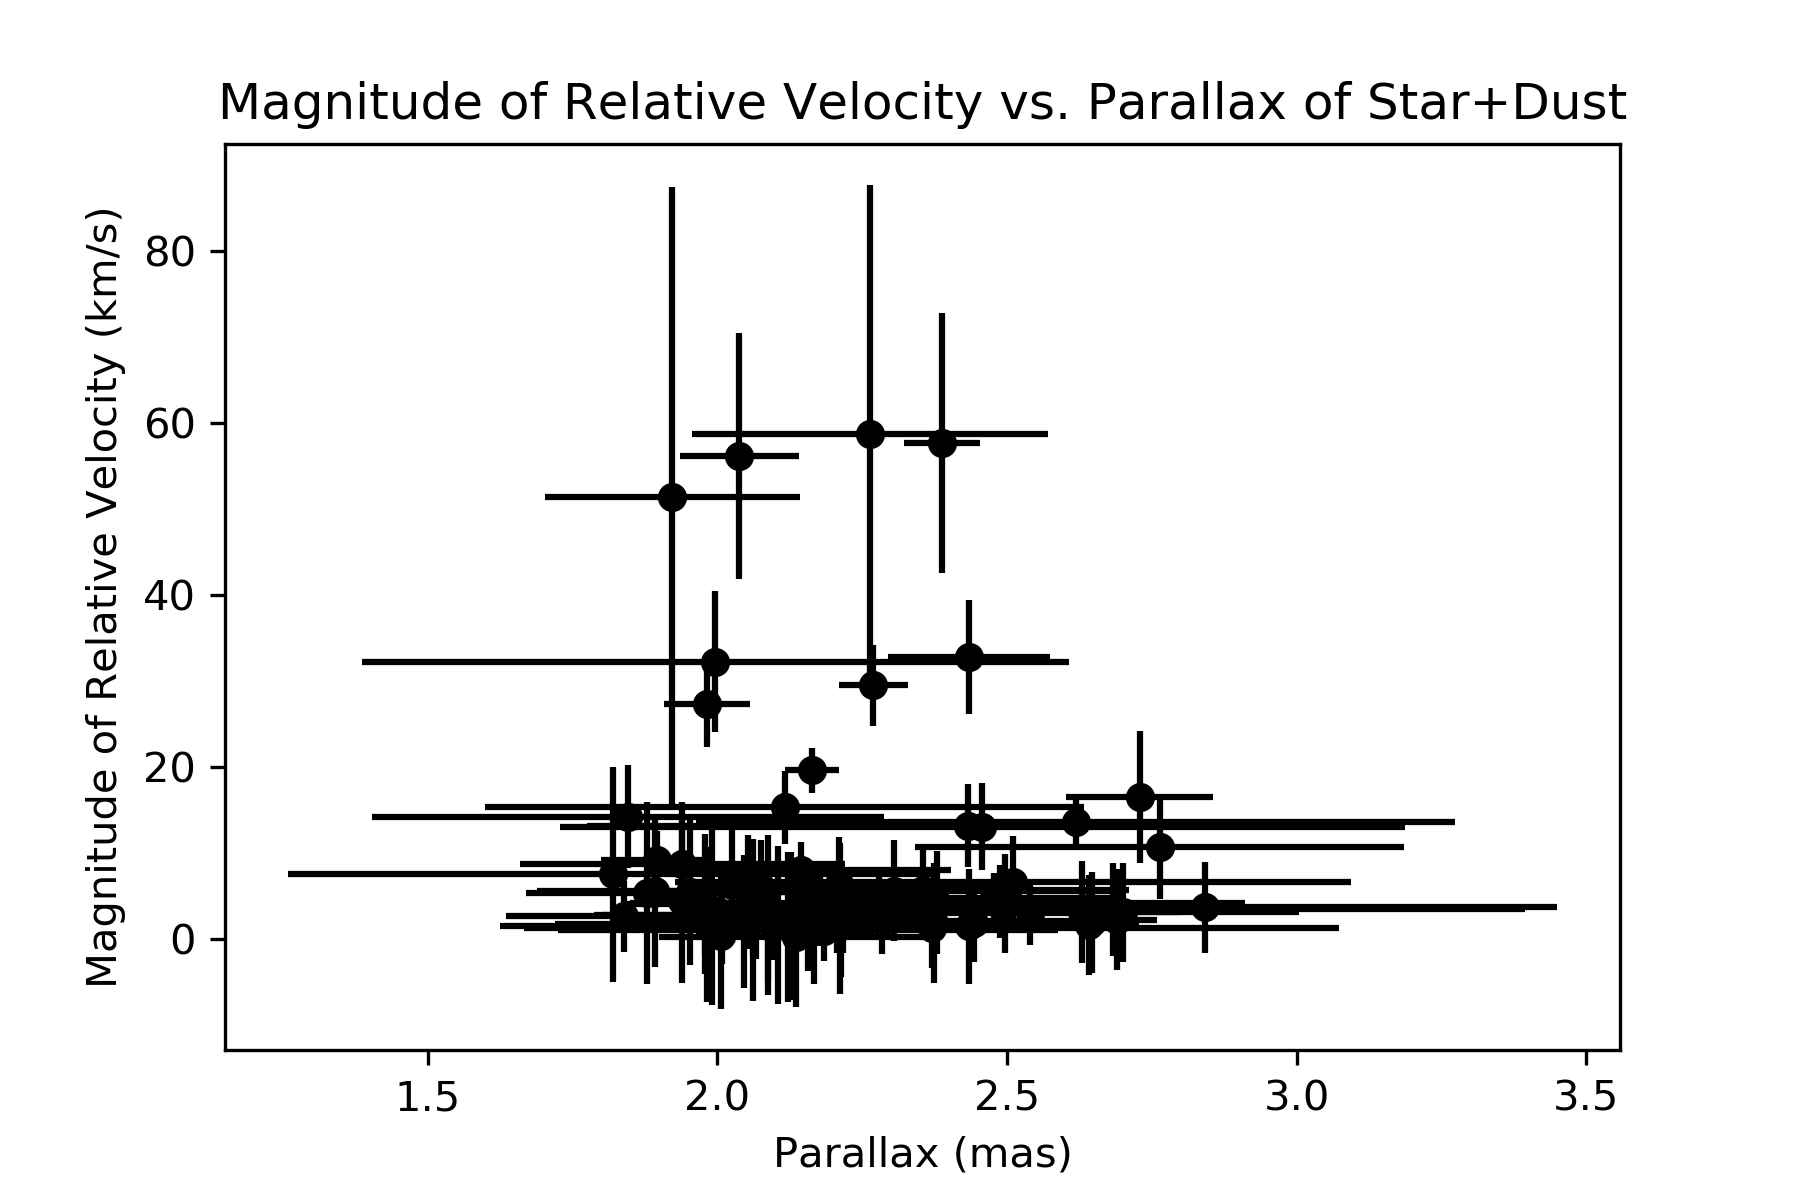 Magnitude of Relative Velocity vs. Parallax of Star+Dust
Magnitude of Relative Velocity (km/s)
80
60
40
20
0
1.5 2.0 2.5 3.0 3.5
Parallax (mas)